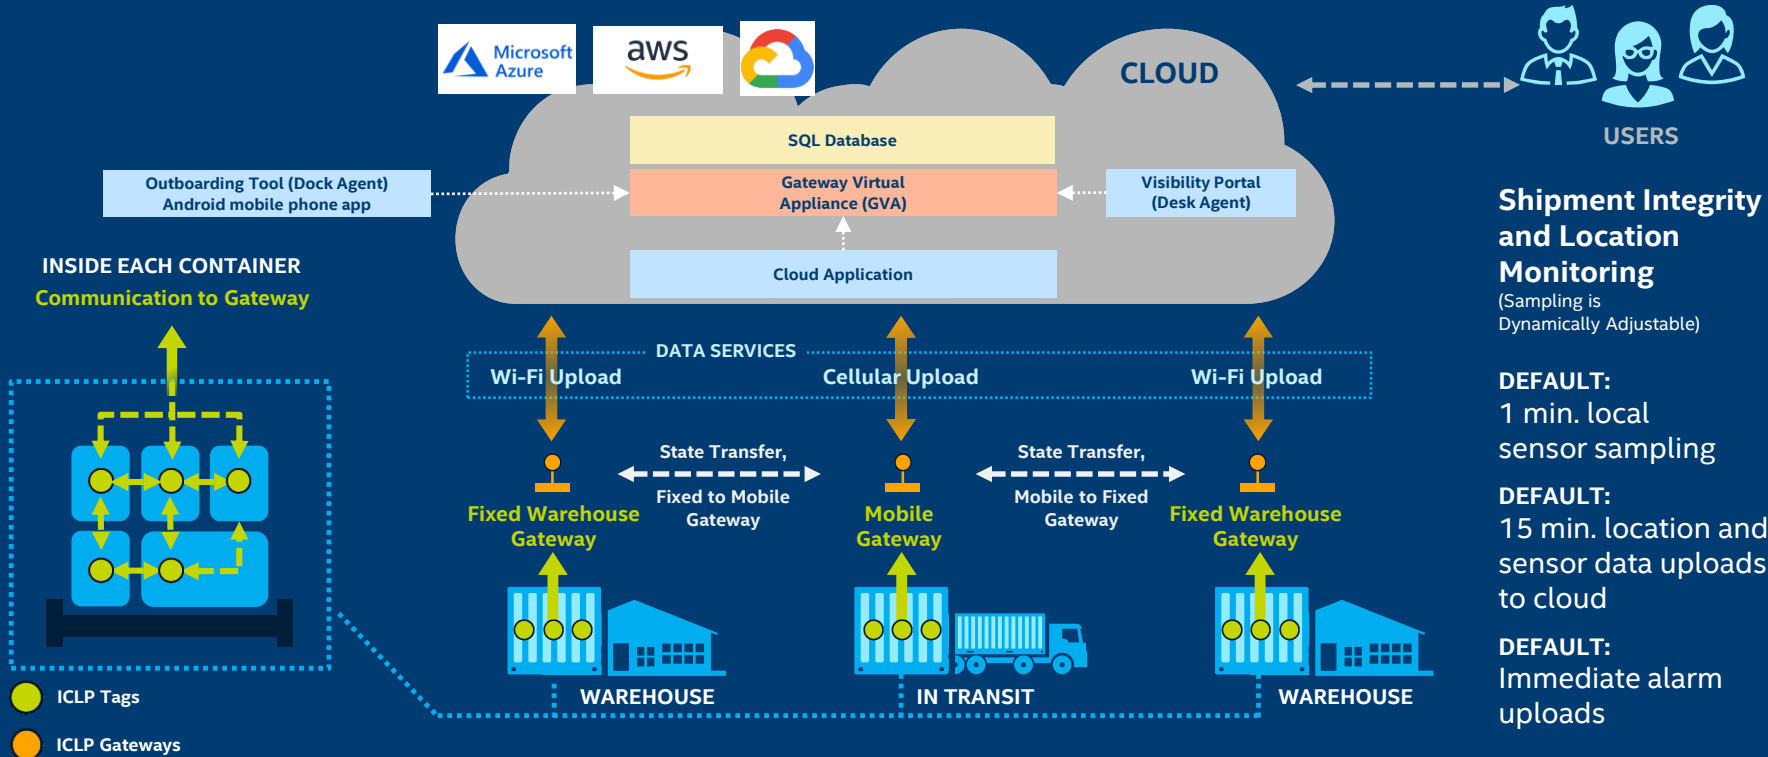 Microsoft
Azure
aws
CLOUD
USERS
SQL Database
Outboarding Tool (Dock Agent)
Android mobile phone app
Gateway Virtual
Appliance (GVA)
Visibility Portal
(Desk Agent)
Cloud Application
INSIDE EACH CONTAINER
Communication to Gateway
DATA SERVICES
Wi-Fi Upload
Cellular Upload
Wi-Fi Upload
State Transfer,
Fixed to Mobile
Gateway
State Transfer,
Mobile to Fixed
Gateway
Fixed Warehouse
Gateway
Mobile
Gateway
Fixed Warehouse
Gateway
WAREHOUSE
IN TRANSIT
WAREHOUSE
ICLP Tags
ICLP Gateways
Shipment Integrity
and Location
Monitoring
(Sampling is
Dynamically Adjustable)
DEFAULT:
1 min. local
sensor sampling
DEFAULT:
15 min. location and
sensor data uploads
to cloud
DEFAULT:
Immediate alarm
uploads